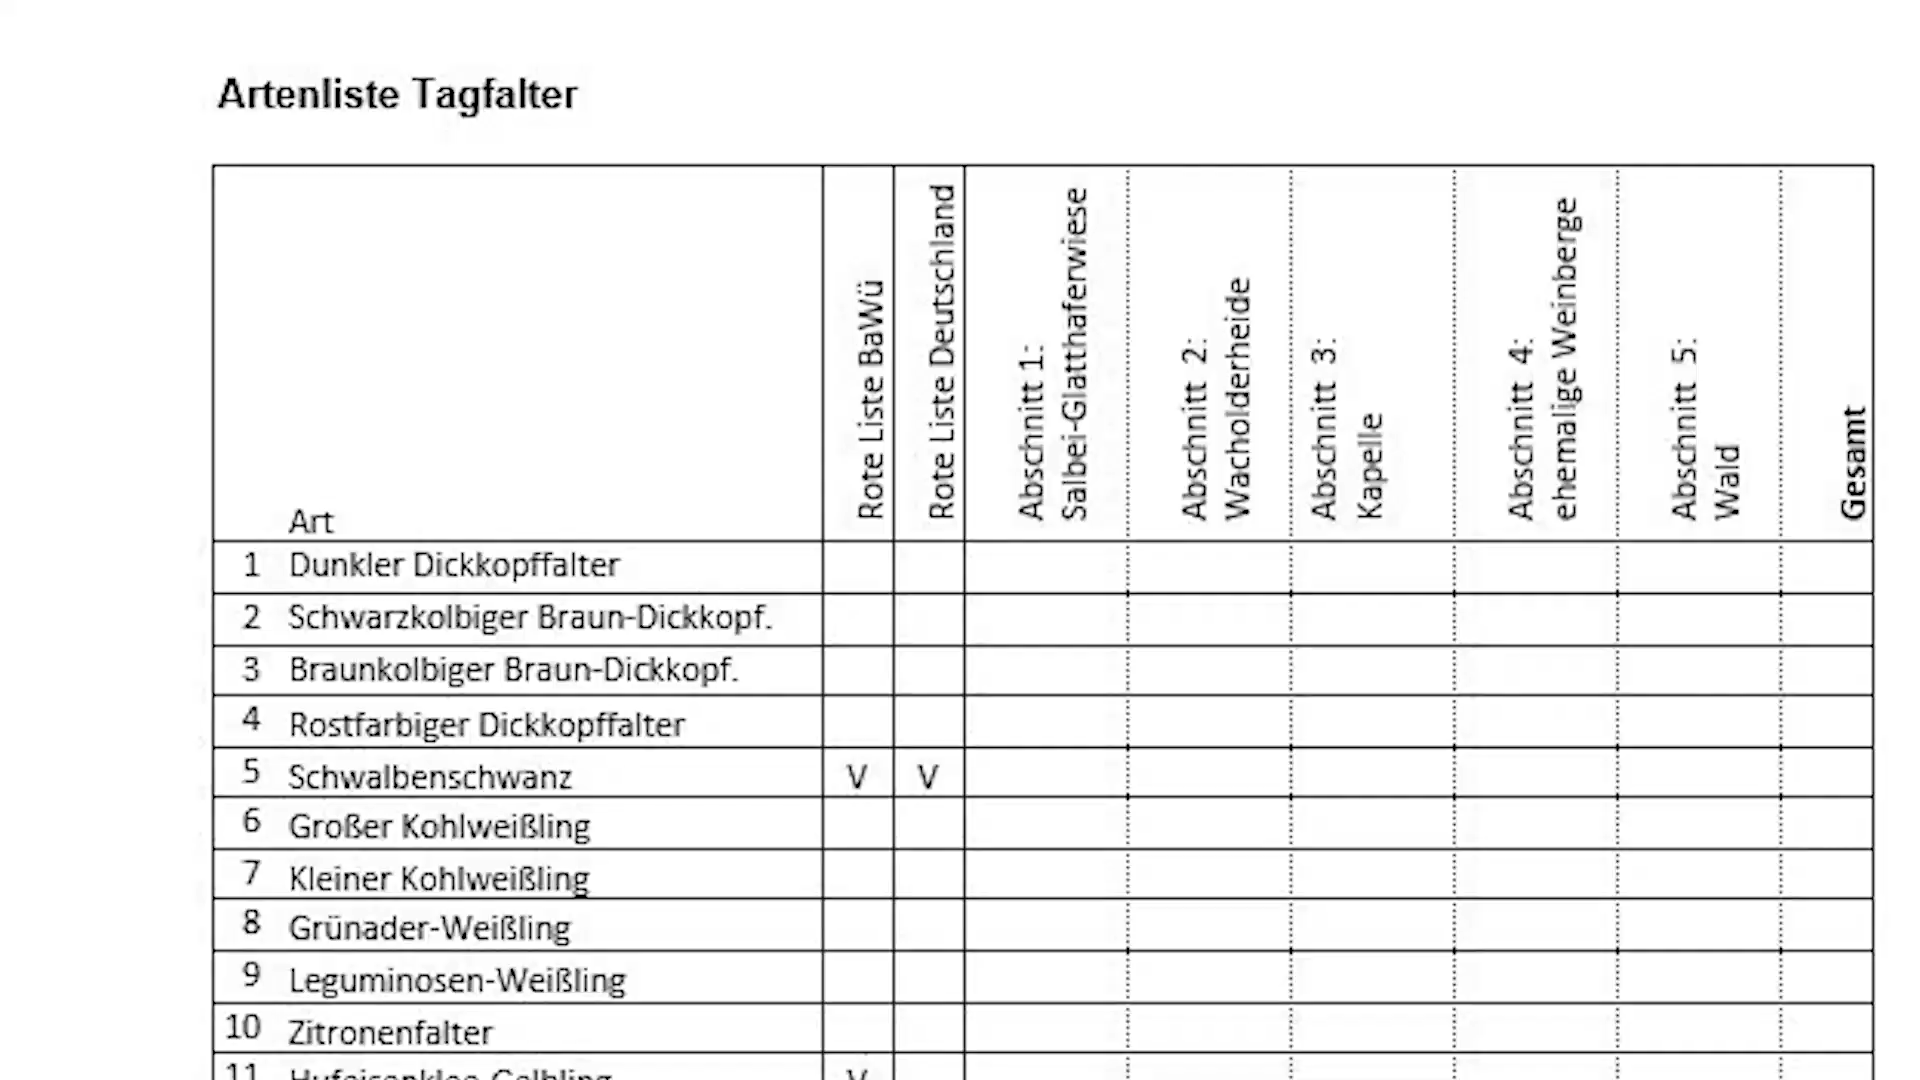 Artenliste Tagfalter
Art
Rote Liste BaWü
Rote Liste Deutschland
Abschnitt 1:
Salbei-Glatthaferwiese
Abschnitt 2:
Wacholderheide
Abschnitt 3:
Kapelle
Abschnitt 4:
ehemalige Weinberge
Abschnitt 5:
Wald
Gesamt
1 Dunkler Dickkopffalter
2 Schwarzkolbiger Braun-Dickkopf.
3 Braunkolbiger Braun-Dickkopf.
4 Rostfarbiger Dickkopffalter
5 Schwalbenschwanz V V
6 Großer Kohlweißling
7 Kleiner Kohlweißling
8 Grünader-Weißling
9 Leguminosen-Weißling
10 Zitronenfalter
11 Hufeisenklee-Gelbling V